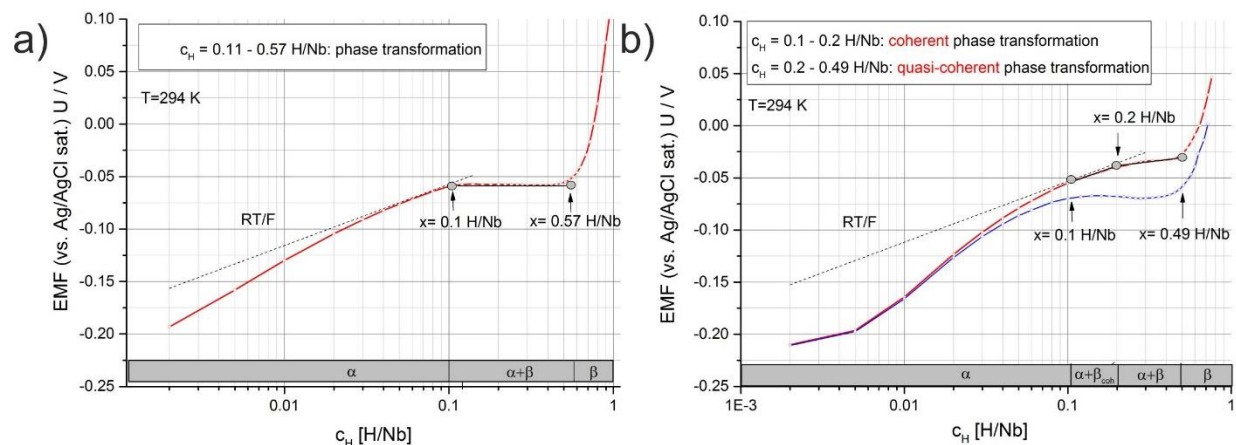 a)
c_H = 0.11 - 0.57 H/Nb: phase transformation
T=294 K
EMF (vs. Ag/AgCl sat.) U / V
0.10
0.05
0.00
-0.05
-0.10
-0.15
-0.20
-0.25
RT/F
x= 0.1 H/Nb
x= 0.57 H/Nb
α
α+β
β
0.01
0.1
1
c_H [H/Nb]
b)
c_H = 0.1 - 0.2 H/Nb: coherent phase transformation
c_H = 0.2 - 0.49 H/Nb: quasi-coherent phase transformation
T=294 K
EMF (vs. Ag/AgCl sat.) U / V
0.10
0.05
0.00
-0.05
-0.10
-0.15
-0.20
-0.25
x= 0.2 H/Nb
RT/F
x= 0.1 H/Nb
x= 0.49 H/Nb
α
α+β_coh
α+β
β
1E-3
0.01
0.1
1
c_H [H/Nb]